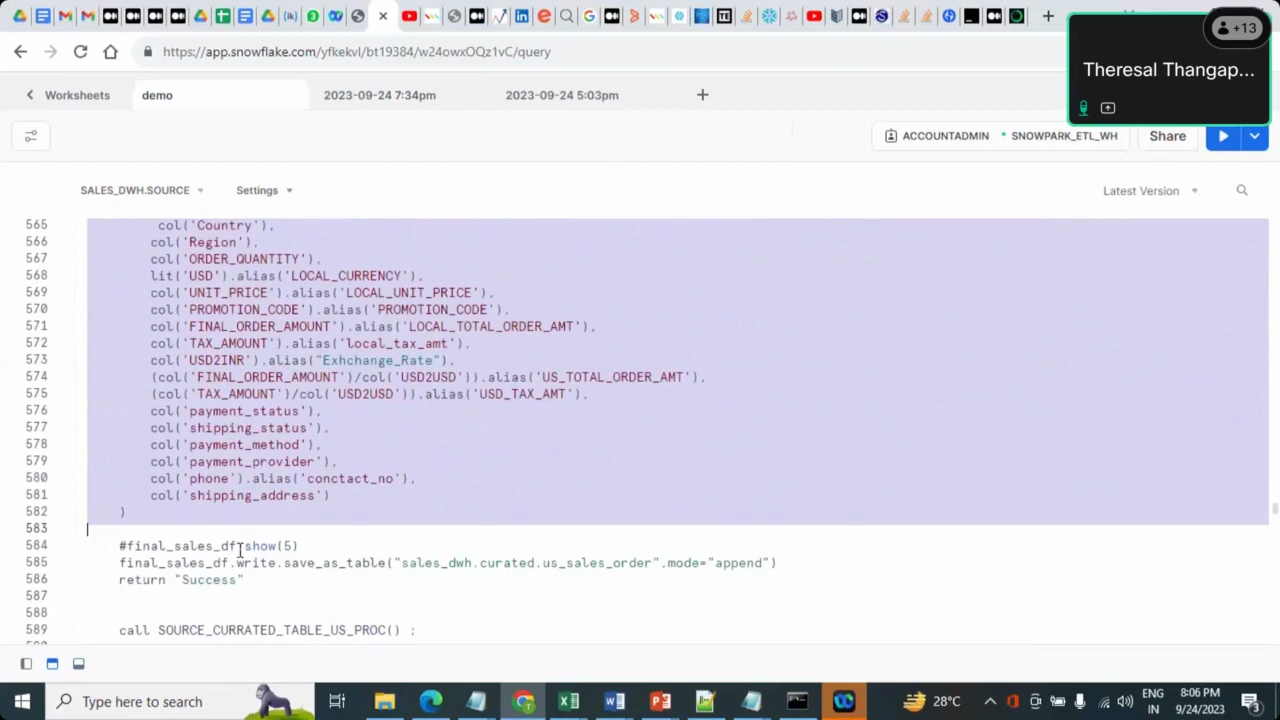 +13
Theresal Thangap...
https://app.snowflake.com/yfkekvl/bt19384/w24owxOQz1vC/query
Worksheets
demo
2023-09-24 7:34pm
2023-09-24 5:03pm
ACCOUNTADMIN
SNOWPARK_ETL_WH
Share
SALES_DWH.SOURCE
Settings
Latest Version
565 col('Country'),
566 col('Region'),
567 col('ORDER_QUANTITY'),
568 lit('USD').alias('LOCAL_CURRENCY'),
569 col('UNIT_PRICE').alias('LOCAL_UNIT_PRICE'),
570 col('PROMOTION_CODE').alias('PROMOTION_CODE'),
571 col('FINAL_ORDER_AMOUNT').alias('LOCAL_TOTAL_ORDER_AMT'),
572 col('TAX_AMOUNT').alias('local_tax_amt'),
573 col('USD2INR').alias("Exhchange_Rate"),
574 (col('FINAL_ORDER_AMOUNT')/col('USD2USD')).alias('US_TOTAL_ORDER_AMT'),
575 (col('TAX_AMOUNT')/col('USD2USD')).alias('USD_TAX_AMT'),
576 col('payment_status'),
577 col('shipping_status'),
578 col('payment_method'),
579 col('payment_provider'),
580 col('phone').alias('conctact_no'),
581 col('shipping_address')
582 )
583
584 #final_sales_df.show(5)
585 final_sales_df.write.save_as_table("sales_dwh.curated.us_sales_order",mode="append")
586 return "Success"
587
588
589 call SOURCE_CURRATED_TABLE_US_PROC() ;
Type here to search
28°C
ENG
IN
8:06 PM
9/24/2023
3